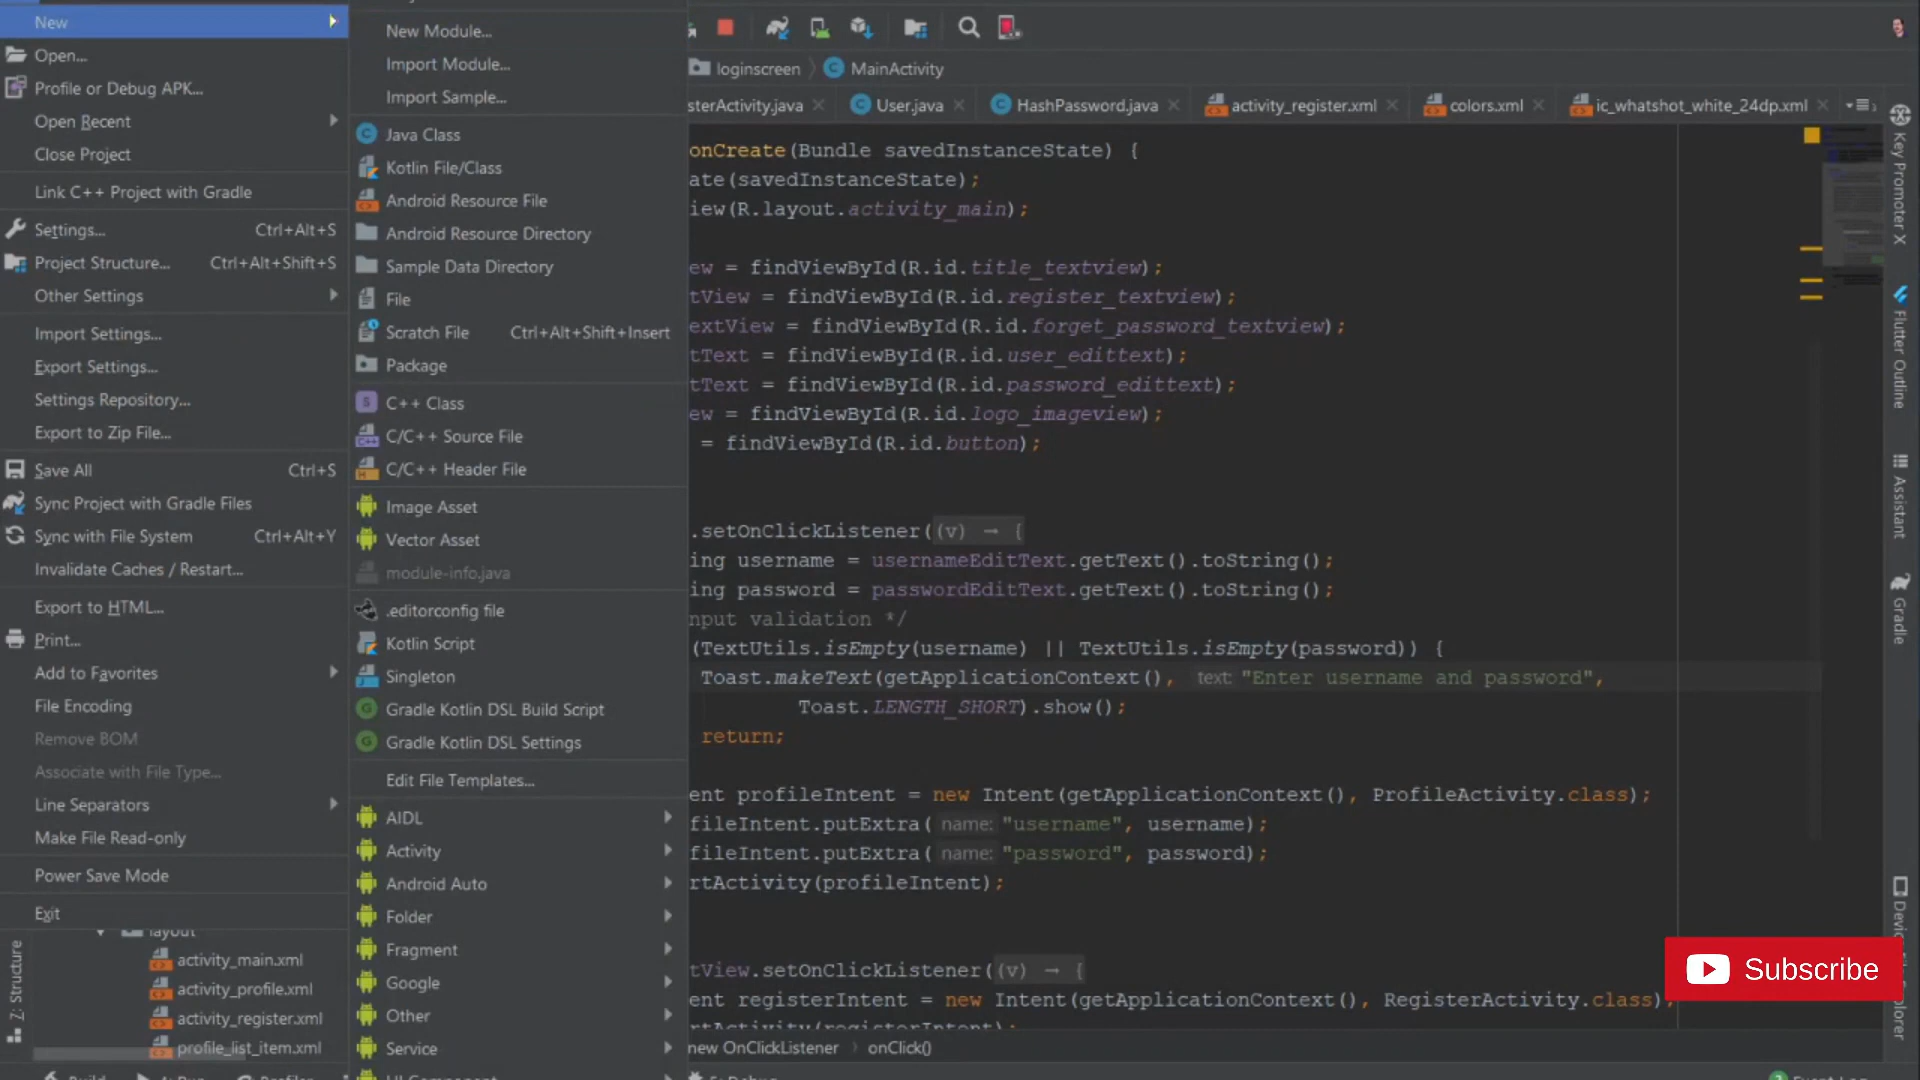 New
Open...
Profile or Debug APK...
Open Recent
Close Project
Link C++ Project with Gradle
Settings... Ctrl+Alt+S
Project Structure... Ctrl+Alt+Shift+S
Other Settings
Import Settings...
Export Settings...
Settings Repository...
Export to Zip File...
Save All Ctrl+S
Sync Project with Gradle Files
Sync with File System Ctrl+Alt+Y
Invalidate Caches / Restart...
Export to HTML...
Print...
Add to Favorites
File Encoding
Remove BOM
Associate with File Type...
Line Separators
Make File Read-only
Power Save Mode
Exit
layout
activity_main.xml
activity_profile.xml
activity_register.xml
profile_list_item.xml
Z: Structure
New Module...
Import Module...
Import Sample...
Java Class
Kotlin File/Class
Android Resource File
Android Resource Directory
Sample Data Directory
File
Scratch File Ctrl+Alt+Shift+Insert
Package
C++ Class
C/C++ Source File
C/C++ Header File
Image Asset
Vector Asset
module-info.java
.editorconfig file
Kotlin Script
Singleton
Gradle Kotlin DSL Build Script
Gradle Kotlin DSL Settings
Edit File Templates...
AIDL
Activity
Android Auto
Folder
Fragment
Google
Other
Service
loginscreen MainActivity
sterActivity.java User.java HashPassword.java activity_register.xml colors.xml ic_whatshot_white_24dp.xml
onCreate(Bundle savedInstanceState) {
ate(savedInstanceState);
iew(R.layout.activity_main);
ew = findViewById(R.id.title_textview);
tView = findViewById(R.id.register_textview);
extView = findViewById(R.id.forget_password_textview);
tText = findViewById(R.id.user_edittext);
tText = findViewById(R.id.password_edittext);
ew = findViewById(R.id.logo_imageview);
= findViewById(R.id.button);
.setOnClickListener((v) → {
ing username = usernameEditText.getText().toString();
ing password = passwordEditText.getText().toString();
nput validation */
(TextUtils.isEmpty(username) || TextUtils.isEmpty(password)) {
Toast.makeText(getApplicationContext(), text: "Enter username and password",
Toast.LENGTH_SHORT).show();
return;
ent profileIntent = new Intent(getApplicationContext(), ProfileActivity.class);
fileIntent.putExtra( name: "username", username);
fileIntent.putExtra( name: "password", password);
rtActivity(profileIntent);
tView.setOnClickListener((v) → {
ent registerIntent = new Intent(getApplicationContext(), RegisterActivity.class);
rtActivity(registerIntent);
new OnClickListener onClick()
Key Promoter X
Flutter Outline
Assistant
Gradle
Subscribe